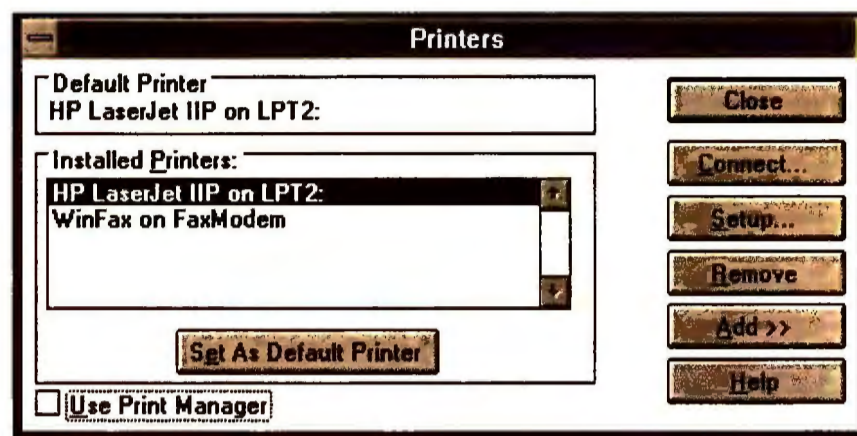 Printers
Default Printer
HP LaserJet IIP on LPT2:
Installed Printers:
HP LaserJet IIP on LPT2:
WinFax on FaxModem
Set As Default Printer
Use Print Manager
Close
Connect...
Setup...
Remove
Add >>
Help